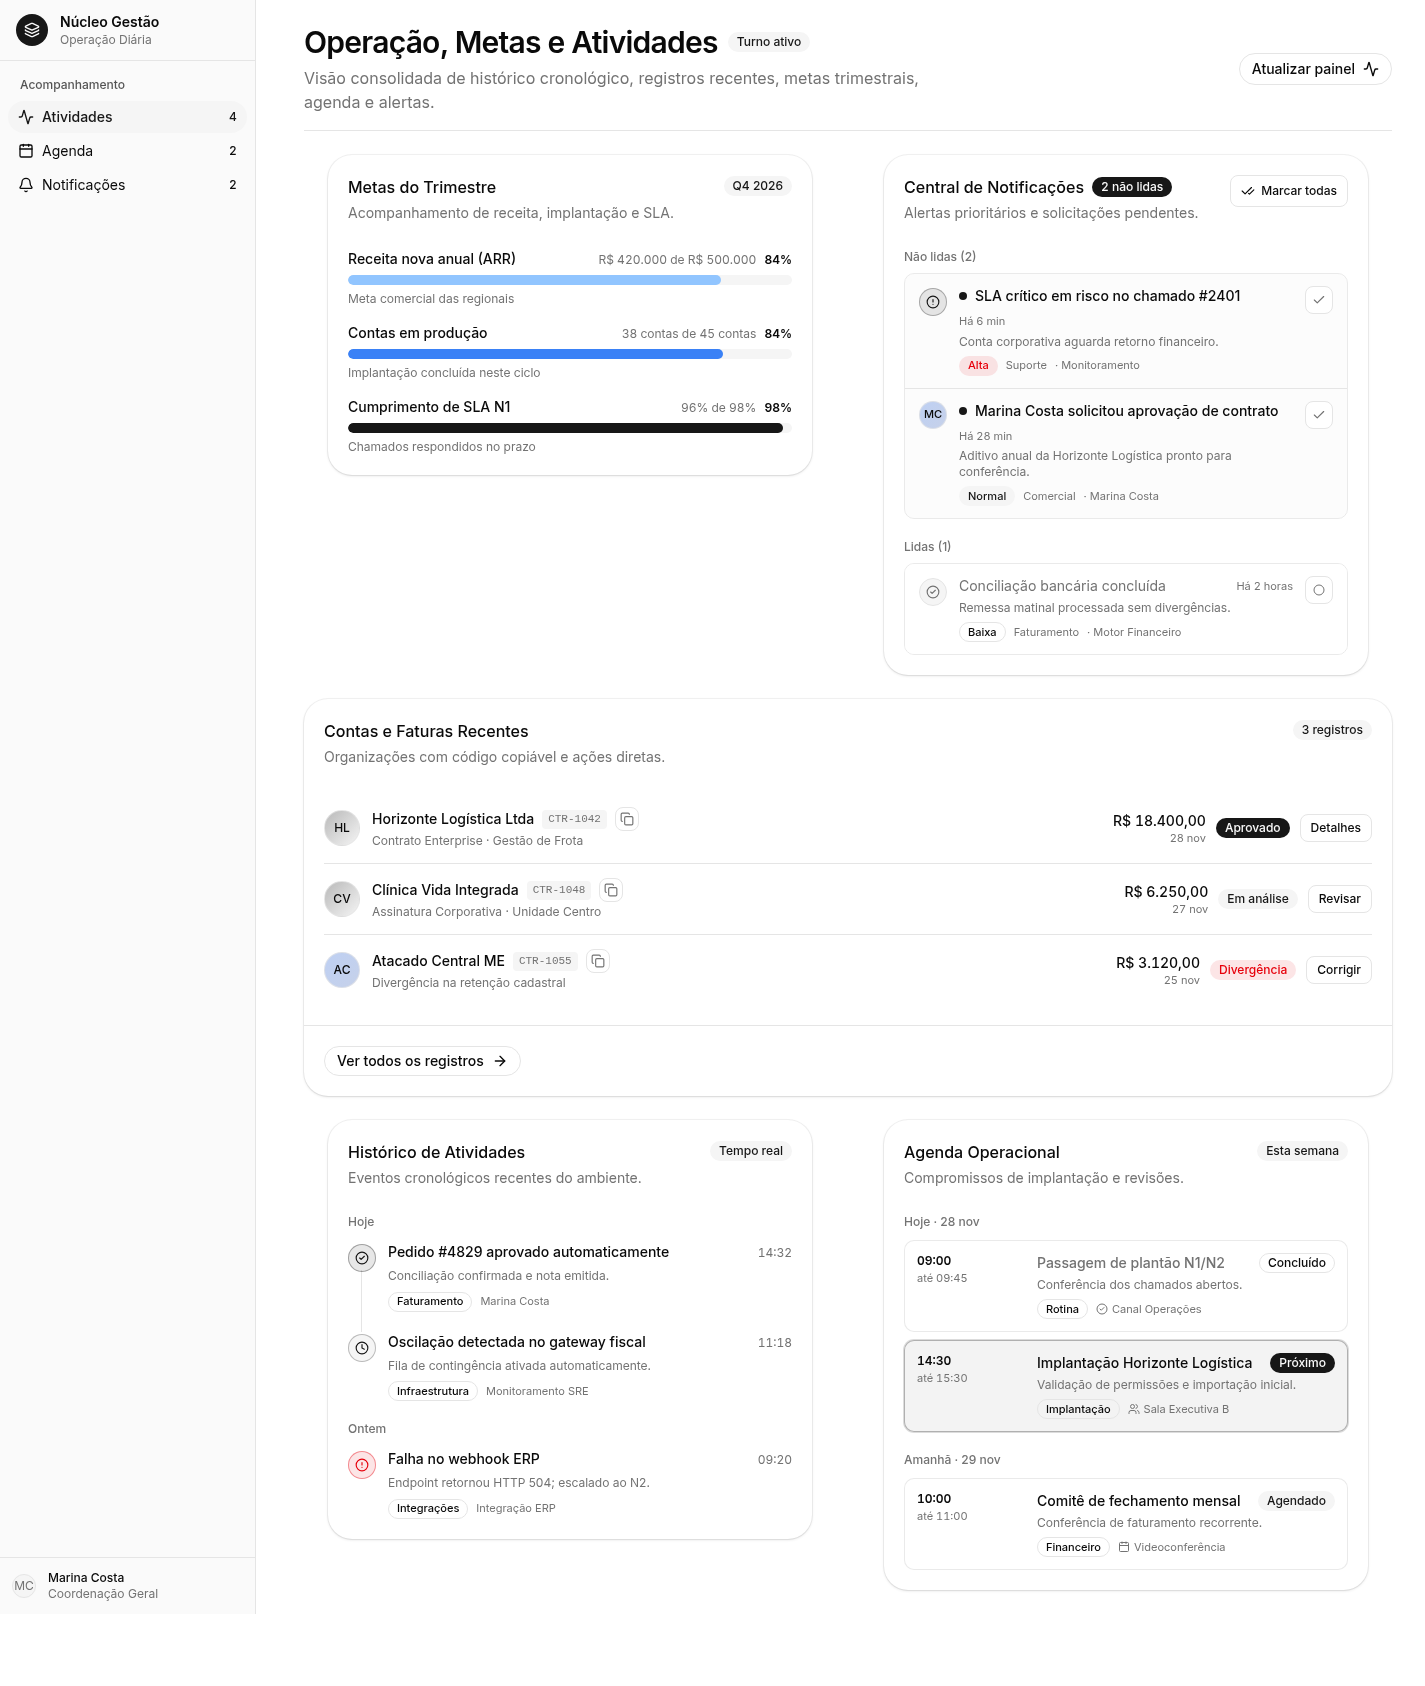 Núcleo Gestão
Operação Diária
Acompanhamento
Atividades 4
Agenda 2
Notificações 2
Marina Costa
MC
Coordenação Geral
Operação, Metas e Atividades Turno ativo
Visão consolidada de histórico cronológico, registros recentes, metas trimestrais,
agenda e alertas.
Atualizar painel
Metas do Trimestre Q4 2026
Acompanhamento de receita, implantação e SLA.
Receita nova anual (ARR) R$ 420.000 de R$ 500.000 84%
Meta comercial das regionais
Contas em produção 38 contas de 45 contas 84%
Implantação concluída neste ciclo
Cumprimento de SLA N1 96% de 98% 98%
Chamados respondidos no prazo
Central de Notificações 2 não lidas Marcar todas
Alertas prioritários e solicitações pendentes.
Não lidas (2)
SLA crítico em risco no chamado #2401
Há 6 min
Conta corporativa aguarda retorno financeiro.
Alta Suporte · Monitoramento
MC Marina Costa solicitou aprovação de contrato
Há 28 min
Aditivo anual da Horizonte Logística pronto para
conferência.
Normal Comercial · Marina Costa
Lidas (1)
Conciliação bancária concluída Há 2 horas
Remessa matinal processada sem divergências.
Baixa Faturamento · Motor Financeiro
Contas e Faturas Recentes 3 registros
Organizações com código copiável e ações diretas.
HL Horizonte Logística Ltda CTR-1042 R$ 18.400,00 Aprovado Detalhes
Contrato Enterprise · Gestão de Frota 28 nov
CV Clínica Vida Integrada CTR-1048 R$ 6.250,00 Em análise Revisar
Assinatura Corporativa · Unidade Centro 27 nov
AC Atacado Central ME CTR-1055 R$ 3.120,00 Divergência Corrigir
Divergência na retenção cadastral 25 nov
Ver todos os registros
Histórico de Atividades Tempo real
Eventos cronológicos recentes do ambiente.
Hoje
Pedido #4829 aprovado automaticamente 14:32
Conciliação confirmada e nota emitida.
Faturamento Marina Costa
Oscilação detectada no gateway fiscal 11:18
Fila de contingência ativada automaticamente.
Infraestrutura Monitoramento SRE
Ontem
Falha no webhook ERP 09:20
Endpoint retornou HTTP 504; escalado ao N2.
Integrações Integração ERP
Agenda Operacional Esta semana
Compromissos de implantação e revisões.
Hoje · 28 nov
09:00 Passagem de plantão N1/N2 Concluído
até 09:45 Conferência dos chamados abertos.
Rotina Canal Operações
14:30 Implantação Horizonte Logística Próximo
até 15:30 Validação de permissões e importação inicial.
Implantação Sala Executiva B
Amanhã · 29 nov
10:00 Comitê de fechamento mensal Agendado
até 11:00 Conferência de faturamento recorrente.
Financeiro Videoconferência